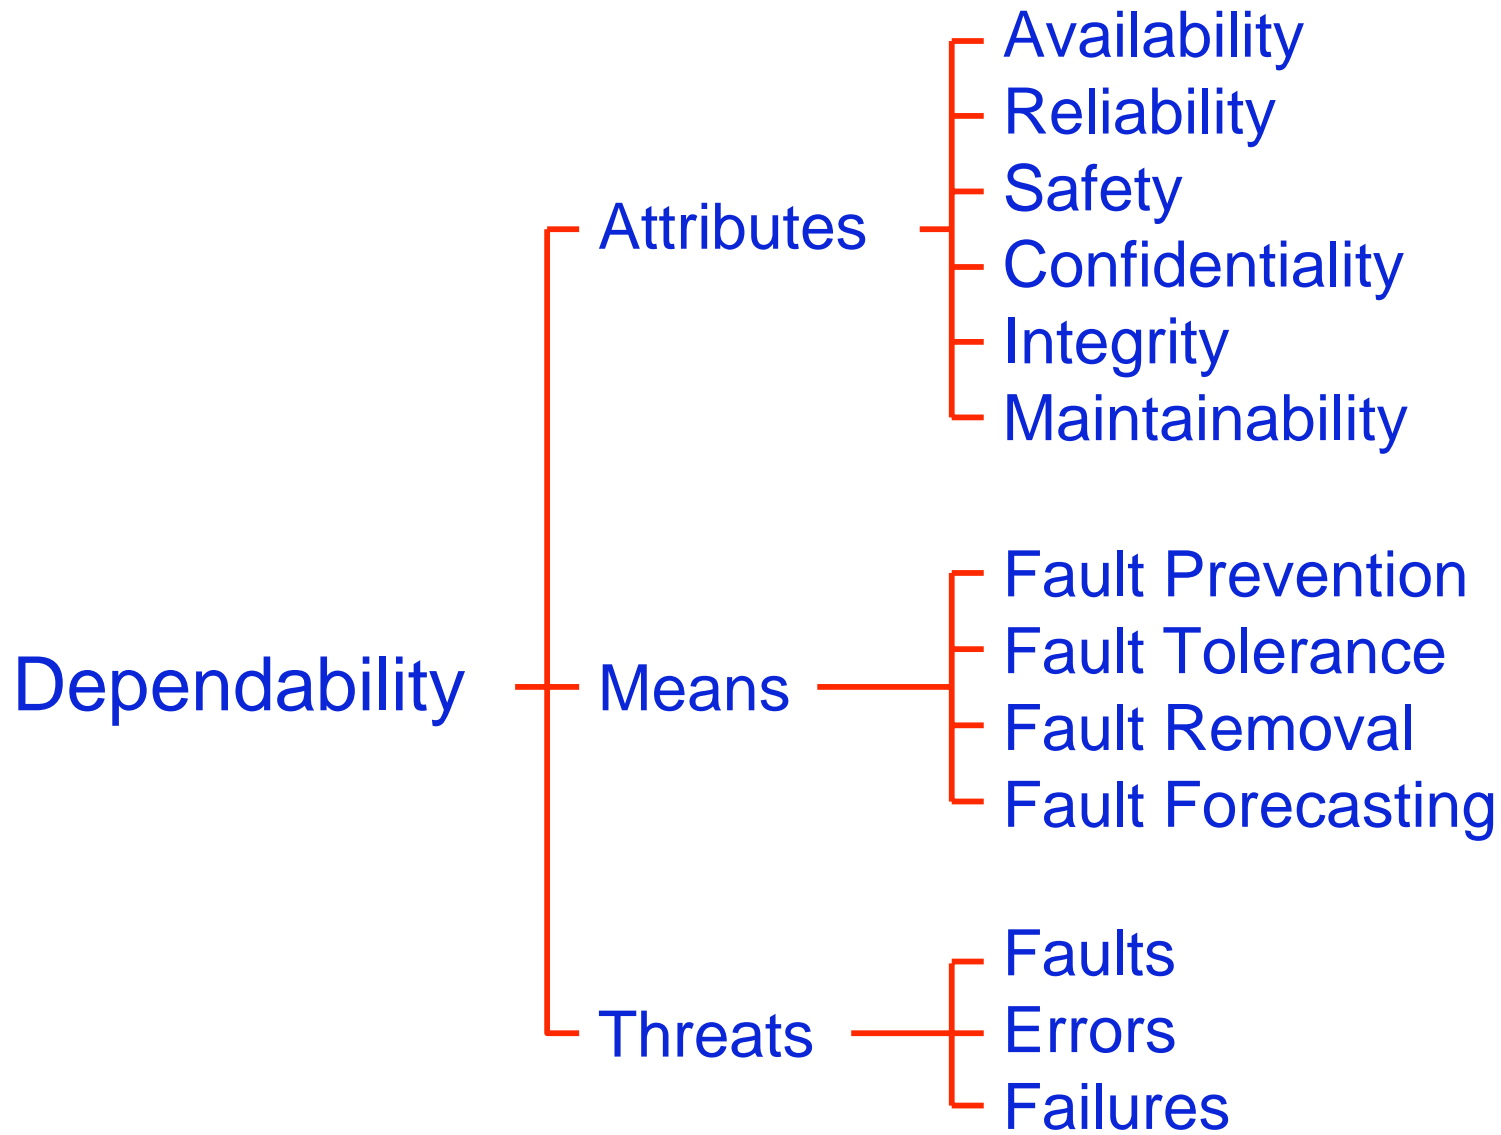 Dependability
Attributes
Availability
Reliability
Safety
Confidentiality
Integrity
Maintainability
Means
Fault Prevention
Fault Tolerance
Fault Removal
Fault Forecasting
Threats
Faults
Errors
Failures